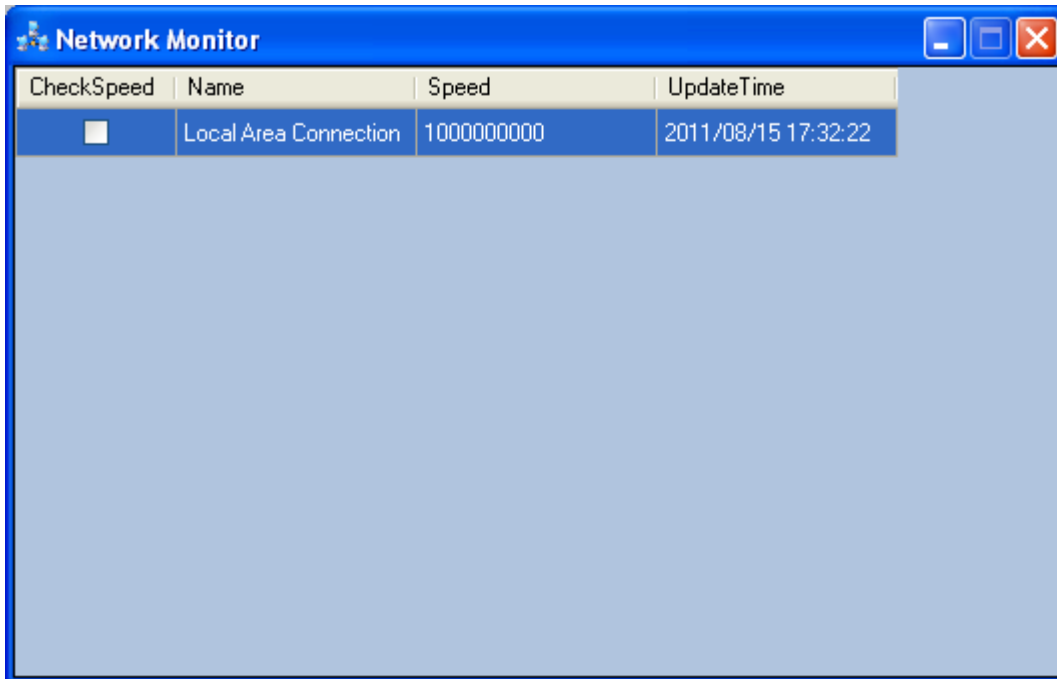 Network Monitor
CheckSpeed Name Speed UpdateTime
Local Area Connection 1000000000 2011/08/15 17:32:22